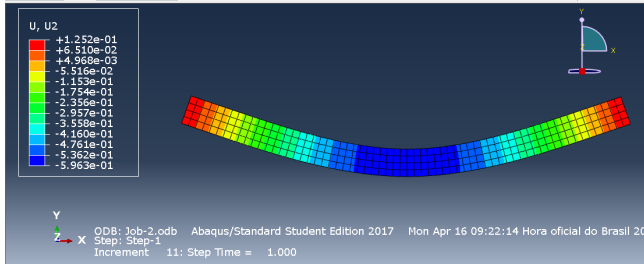 U, U2
+1.252e-01
+6.510e-02
+4.968e-03
-5.516e-02
-1.153e-01
-1.754e-01
-2.356e-01
-2.957e-01
-3.558e-01
-4.160e-01
-4.761e-01
-5.362e-01
-5.963e-01
Y
X
Y
Z X
ODB: Job-2.odb Abaqus/Standard Student Edition 2017 Mon Apr 16 09:22:14 Hora oficial do Brasil 20
Step: Step-1
Increment 11: Step Time = 1.000